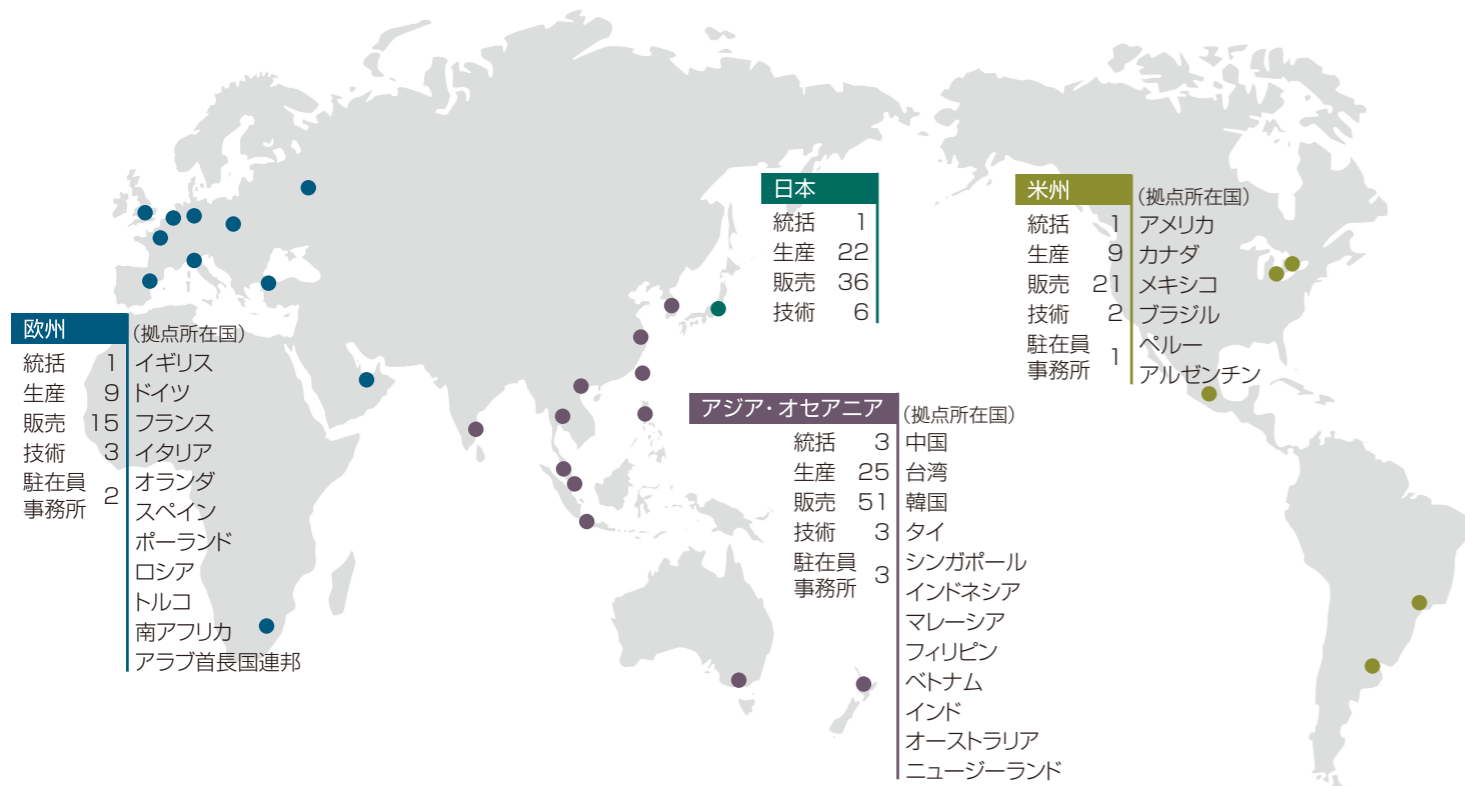 日本
統括 1
生産 22
販売 36
技術 6
米州 (拠点所在国)
統括 1 アメリカ
生産 9 カナダ
販売 21 メキシコ
技術 2 ブラジル
駐在員 ペルー
事務所 1 アルゼンチン
欧州 (拠点所在国)
統括 1 イギリス
生産 9 ドイツ
販売 15 フランス
技術 3 イタリア
駐在員 オランダ
事務所 2 スペイン
ポーランド
ロシア
トルコ
南アフリカ
アラブ首長国連邦
アジア・オセアニア (拠点所在国)
統括 3 中国
生産 25 台湾
販売 51 韓国
技術 3 タイ
駐在員 シンガポール
事務所 3 インドネシア
マレーシア
フィリピン
ベトナム
インド
オーストラリア
ニュージーランド